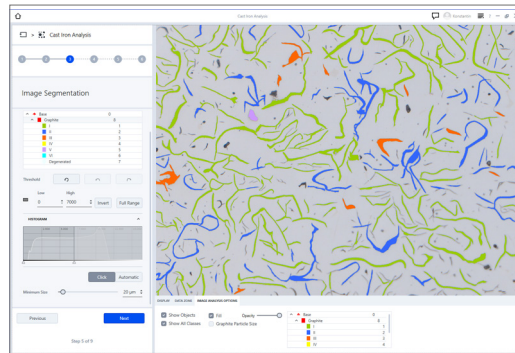 Cast Iron Analysis
> Cast Iron Analysis
1 2 3 4 5 6
Image Segmentation
Base 0
Graphite 0
I 1
II 2
III 3
IV 4
V 5
VI 6
Degenerated 7
Threshold
Low High
0 7000 Invert Full Range
HISTOGRAM
Click Automatic
Minimum Size 20 µm
Previous Next
Step 3 of 9
DISPLAY DATA ZONE IMAGE ANALYSIS OPTIONS
Show Objects Fill Opacity
Show All Classes Graphite Particle Size
Base 0
Graphite 0
I 1
II 2
III 3
IV 4